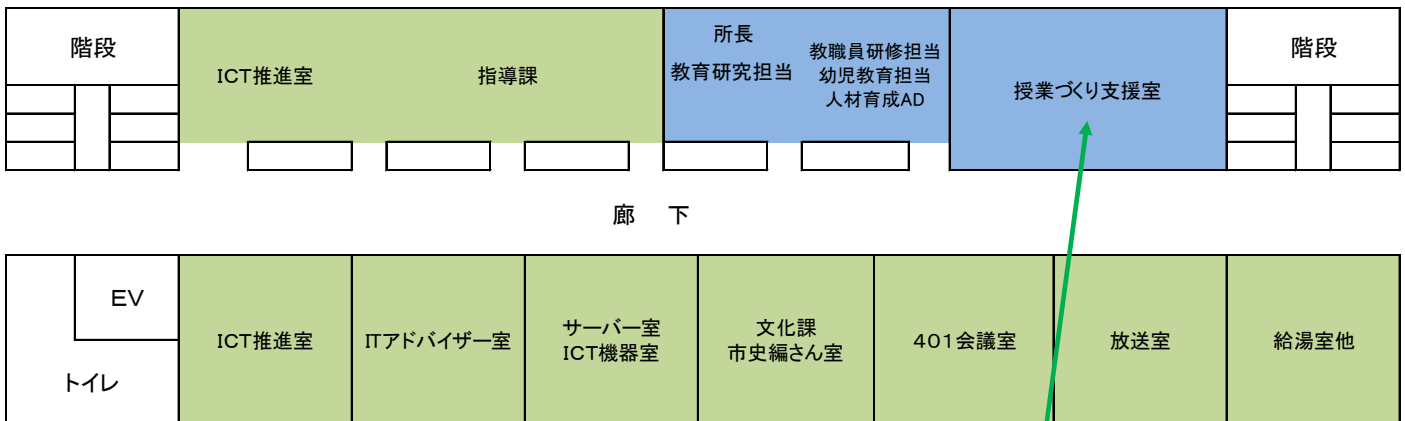 階段
ICT推進室
指導課
所長
教育研究担当
教職員研修担当
幼児教育担当
人材育成AD
授業づくり支援室
階段
廊　下
EV
トイレ
ICT推進室
ITアドバイザー室
サーバー室
ICT機器室
文化課
市史編さん室
401会議室
放送室
給湯室他